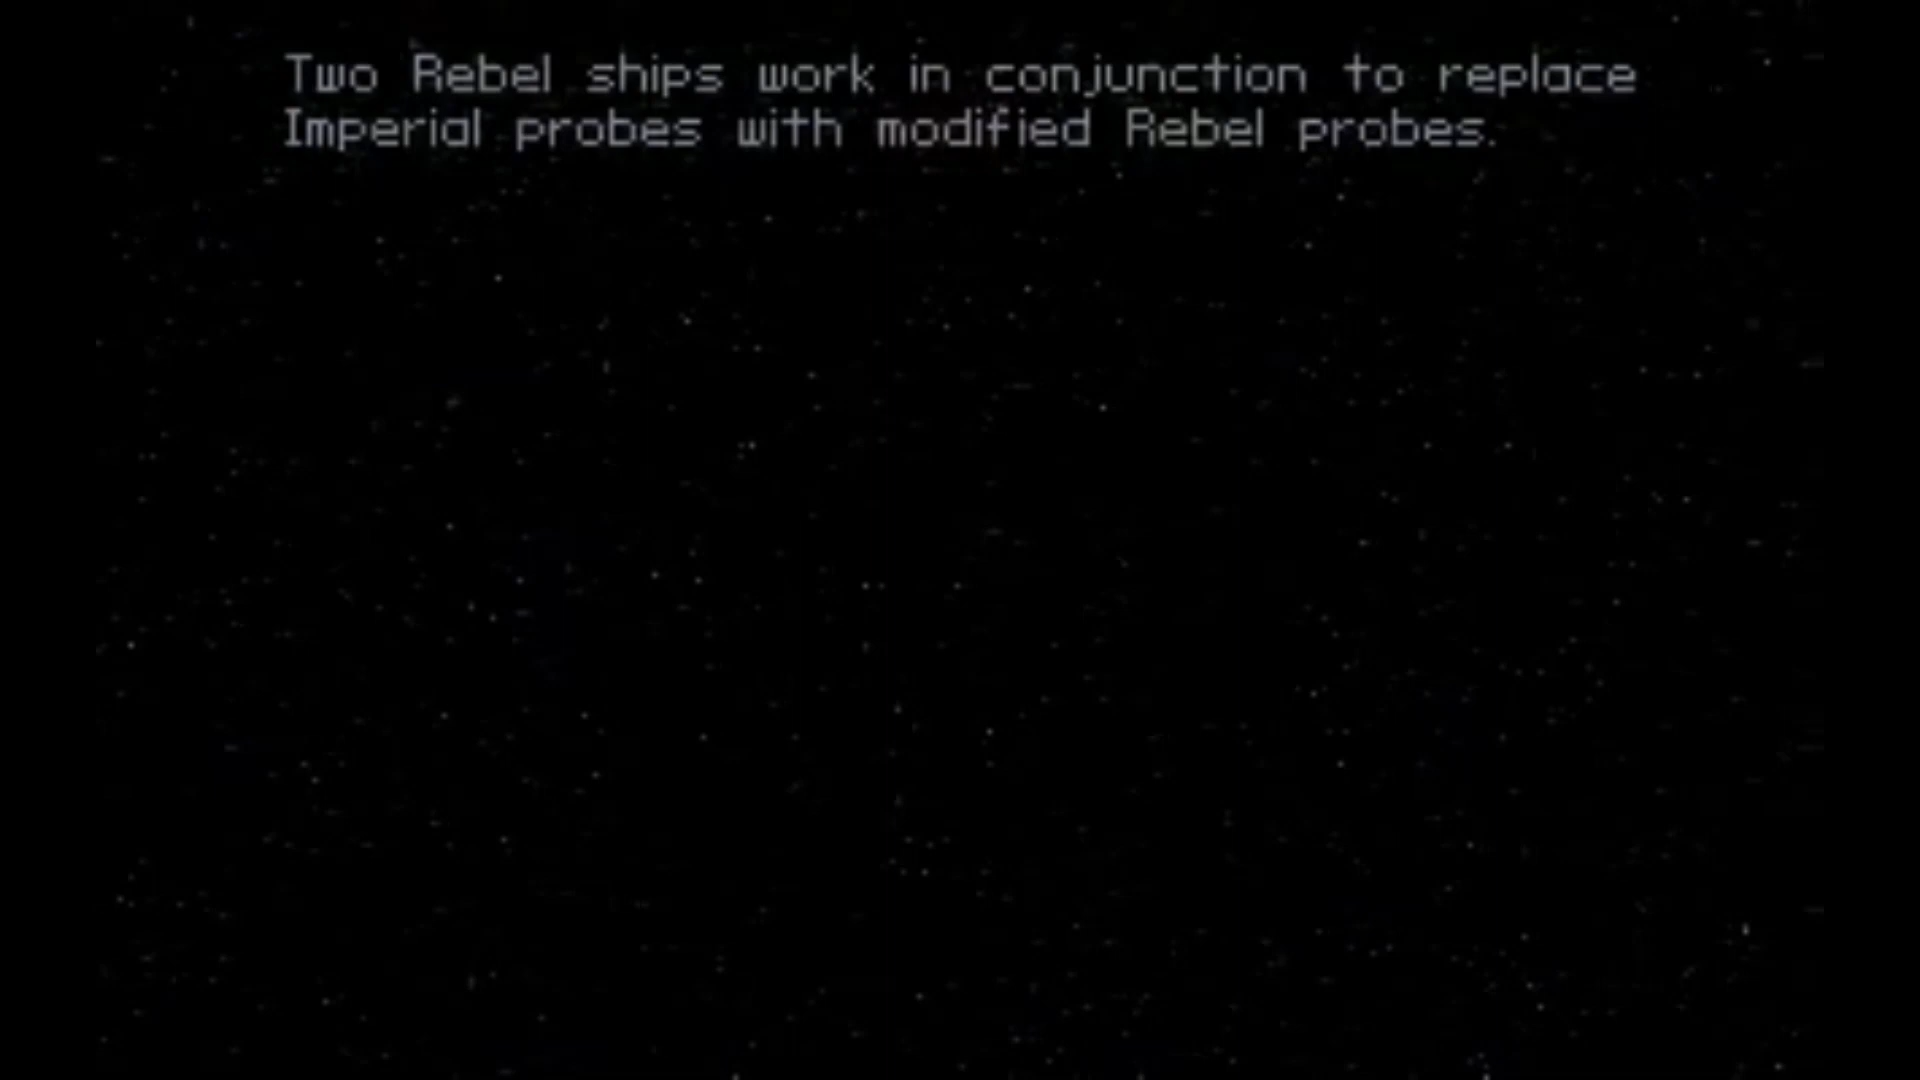 Two Rebel ships work in conjunction to replace
Imperial probes with modified Rebel probes.